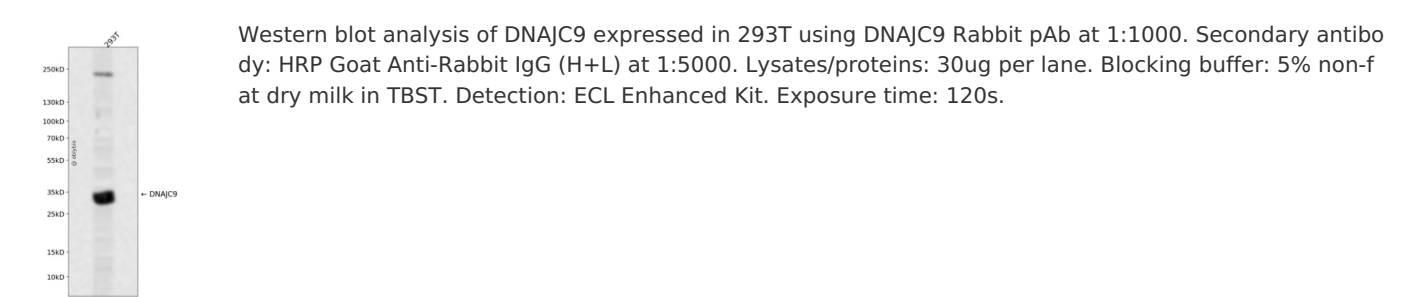 293T
250kD
130kD
100kD
70kD
55kD
35kD
25kD
15kD
10kD
← DNAJC9
Western blot analysis of DNAJC9 expressed in 293T using DNAJC9 Rabbit pAb at 1:1000. Secondary antibo
dy: HRP Goat Anti-Rabbit IgG (H+L) at 1:5000. Lysates/proteins: 30ug per lane. Blocking buffer: 5% non-f
at dry milk in TBST. Detection: ECL Enhanced Kit. Exposure time: 120s.